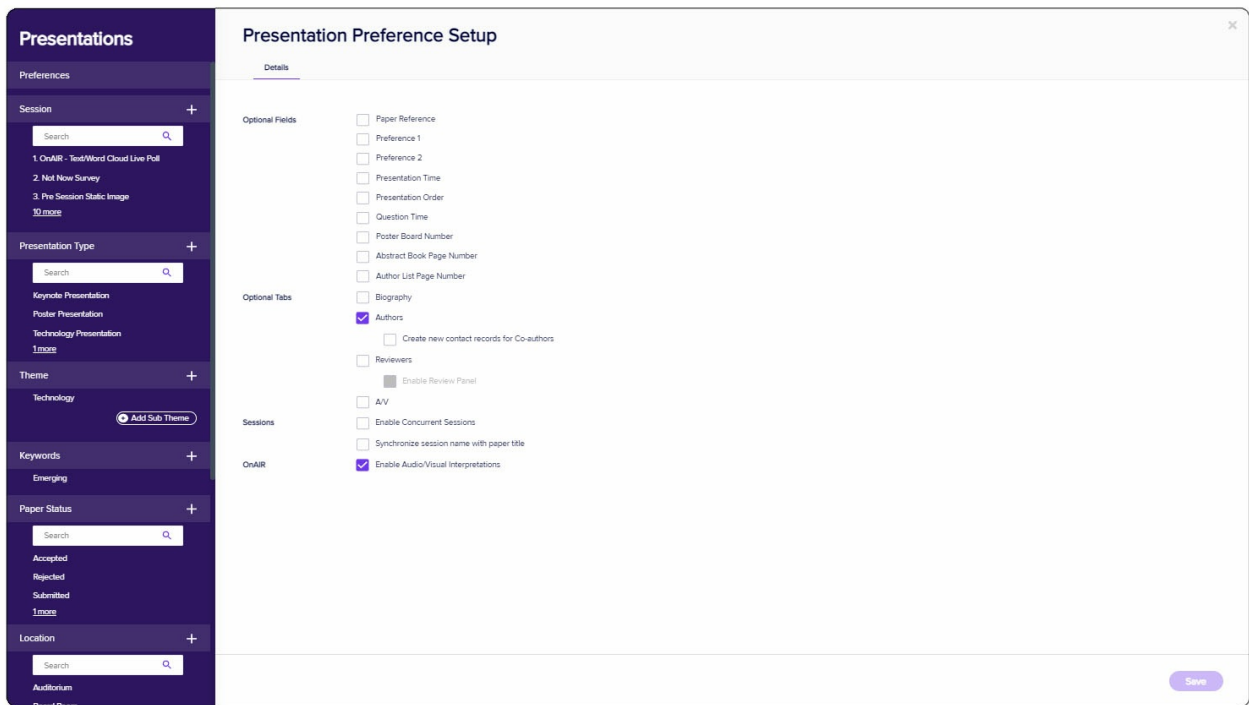 Presentations
Preferences
Session
Search
1. OnAIR - Text/Word Cloud Live Poll
2. Not Now Survey
3. Pre Session Static Image
10 more
Presentation Type
Search
Keynote Presentation
Poster Presentation
Technology Presentation
1 more
Theme
Technology
Add Sub Theme
Keywords
Emerging
Paper Status
Search
Accepted
Rejected
Submitted
1 more
Location
Search
Auditorium
Presentation Preference Setup
Details
Optional Fields
Paper Reference
Preference 1
Preference 2
Presentation Time
Presentation Order
Question Time
Poster Board Number
Abstract Book Page Number
Author List Page Number
Optional Tabs
Biography
Authors
Create new contact records for Co-authors
Reviewers
Enable Review Panel
A/V
Sessions
Enable Concurrent Sessions
Synchronize session name with paper title
OnAIR
Enable Audio/Visual Interpretations
Save